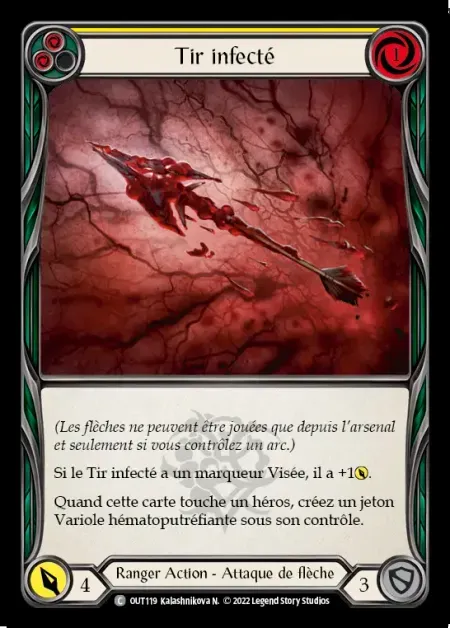 Tir infecté
1
(Les flèches ne peuvent être jouées que depuis l'arsenal
et seulement si vous contrôlez un arc.)
Si le Tir infecté a un marqueur Visée, il a +1.
Quand cette carte touche un héros, créez un jeton
Variole hématoputréfiante sous son contrôle.
4
Ranger Action - Attaque de flèche
3
C OUT119 Kalashnikova N. © 2022 Legend Story Studios